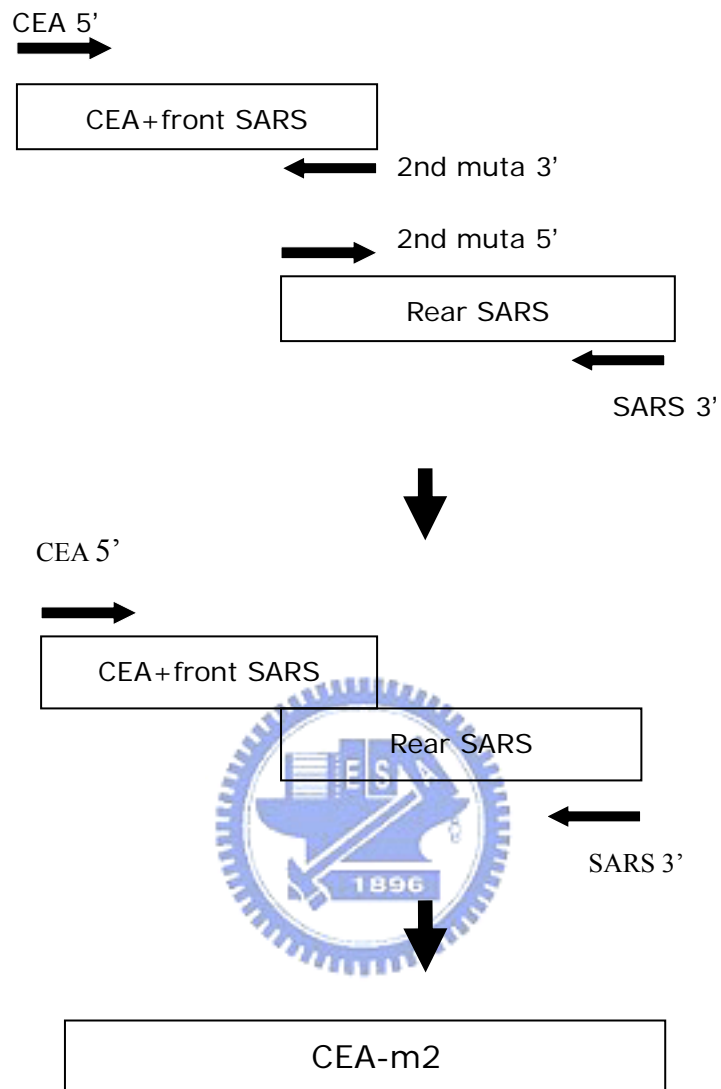 CEA 5’
CEA+front SARS
2nd muta 3’
2nd muta 5’
Rear SARS
SARS 3’
CEA 5’
CEA+front SARS
Rear SARS
E S A
SARS 3’
1896
CEA-m2